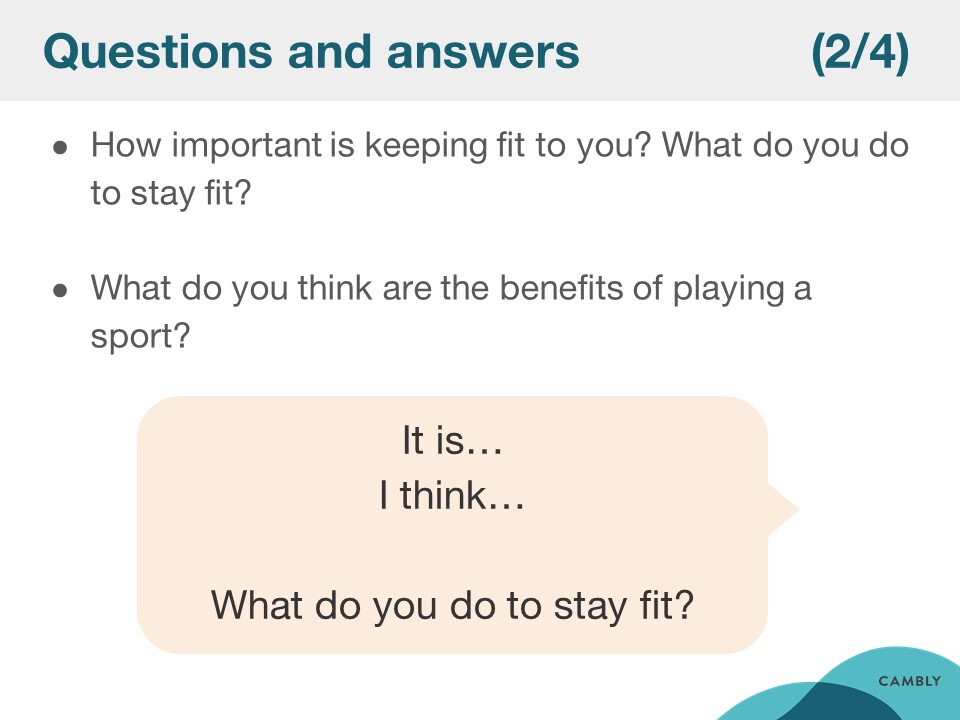 Questions and answers (2/4)
● How important is keeping fit to you? What do you do
to stay fit?
● What do you think are the benefits of playing a
sport?
It is…
I think…
What do you do to stay fit?
CAMBLY